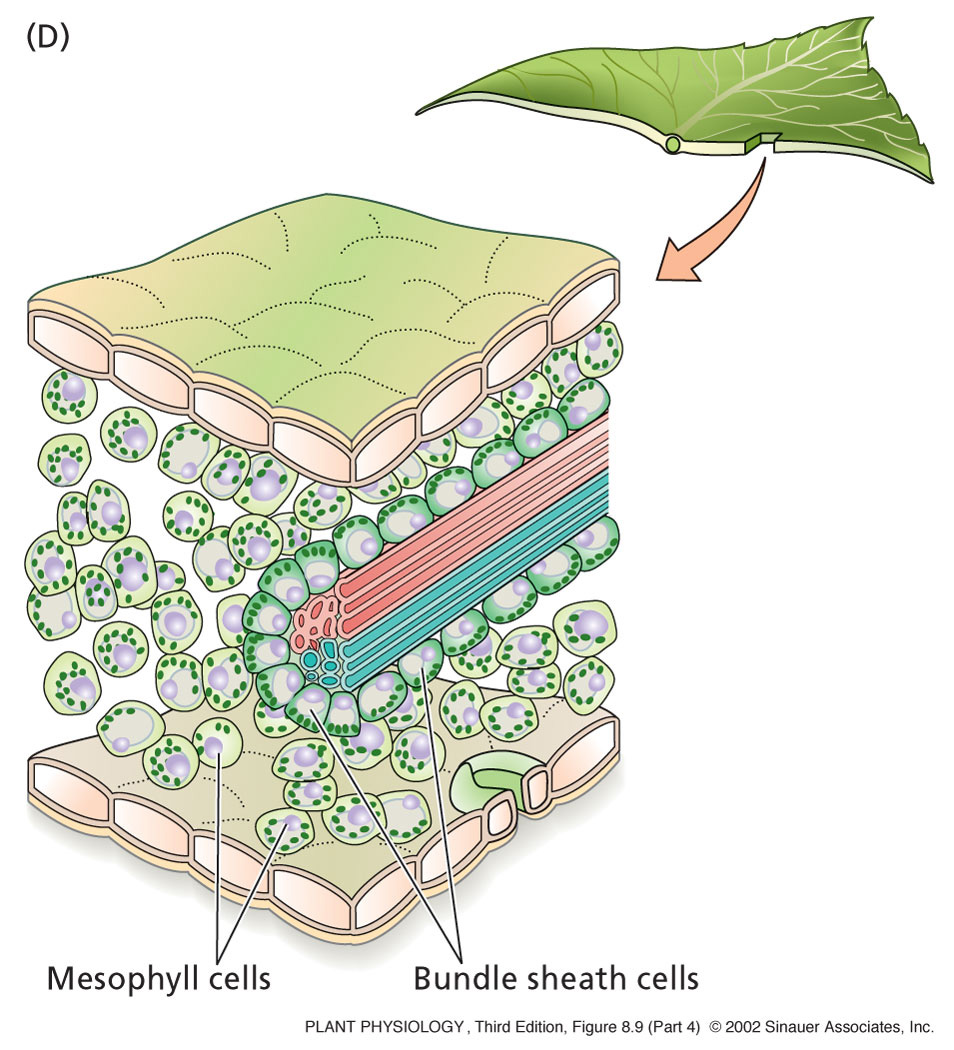 (D)
Mesophyll cells
Bundle sheath cells
PLANT PHYSIOLOGY, Third Edition, Figure 8.9 (Part 4) © 2002 Sinauer Associates, Inc.